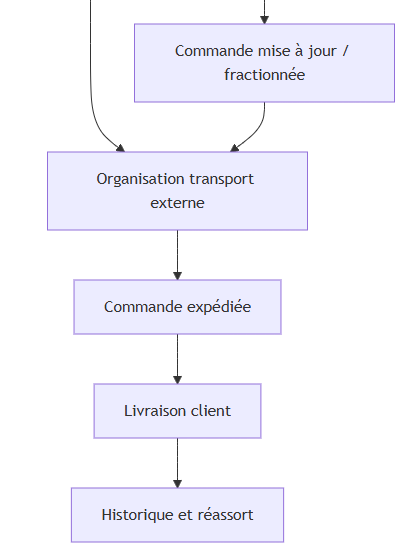 Commande mise à jour /
fractionnée
Organisation transport
externe
Commande expédiée
Livraison client
Historique et réassort